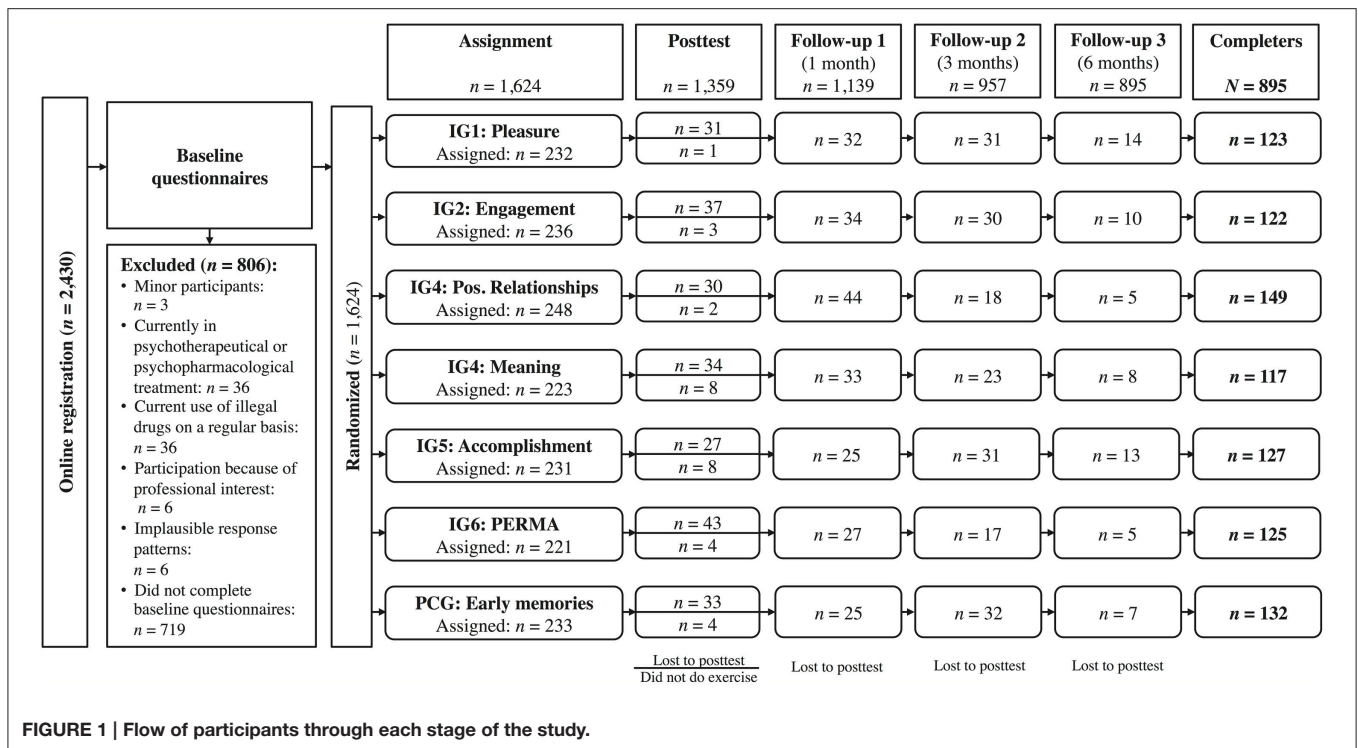 Online registration (n = 2,430)
Baseline
questionnaires
Excluded (n = 806):
• Minor participants:
n = 3
• Currently in
psychotherapeutical or
psychopharmacological
treatment: n = 36
• Current use of illegal
drugs on a regular basis:
n = 36
• Participation because of
professional interest:
n = 6
• Implausible response
patterns:
n = 6
• Did not complete
baseline questionnaires:
n = 719
Randomized (n = 1,624)
Assignment
n = 1,624
Posttest
n = 1,359
Follow-up 1
(1 month)
n = 1,139
Follow-up 2
(3 months)
n = 957
Follow-up 3
(6 months)
n = 895
Completers
N = 895
IG1: Pleasure
Assigned: n = 232
n = 31
n = 1
n = 32
n = 31
n = 14
n = 123
IG2: Engagement
Assigned: n = 236
n = 37
n = 3
n = 34
n = 30
n = 10
n = 122
IG4: Pos. Relationships
Assigned: n = 248
n = 30
n = 2
n = 44
n = 18
n = 5
n = 149
IG4: Meaning
Assigned: n = 223
n = 34
n = 8
n = 33
n = 23
n = 8
n = 117
IG5: Accomplishment
Assigned: n = 231
n = 27
n = 8
n = 25
n = 31
n = 13
n = 127
IG6: PERMA
Assigned: n = 221
n = 43
n = 4
n = 27
n = 17
n = 5
n = 125
PCG: Early memories
Assigned: n = 233
n = 33
n = 4
n = 25
n = 32
n = 7
n = 132
Lost to posttest
Did not do exercise
Lost to posttest
Lost to posttest
Lost to posttest
FIGURE 1 | Flow of participants through each stage of the study.